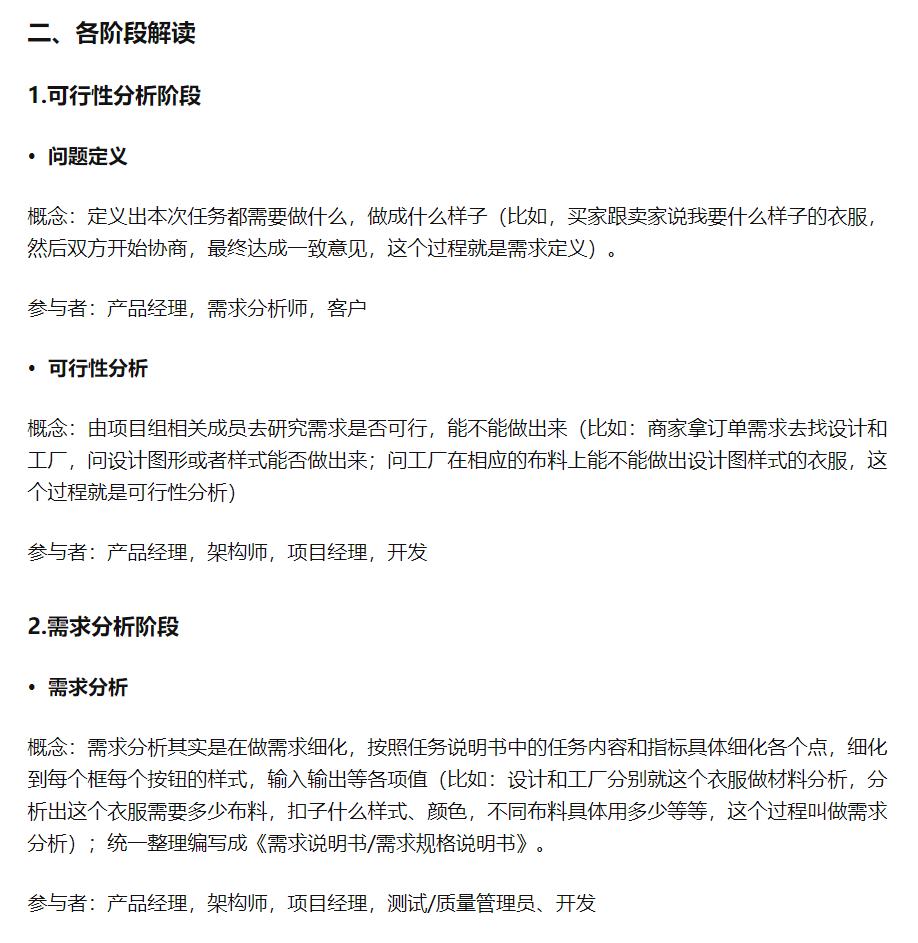 二、各阶段解读
1.可行性分析阶段
• 问题定义
概念：定义出本次任务都需要做什么，做成什么样子（比如，买家跟卖家说我要什么样子的衣服，
然后双方开始协商，最终达成一致意见，这个过程就是需求定义）。
参与者：产品经理，需求分析师，客户
• 可行性分析
概念：由项目组相关成员去研究需求是否可行，能不能做出来（比如：商家拿订单需求去找设计和
工厂，问设计图形或者样式能否做出来；问工厂在相应的布料上能不能做出设计图样式的衣服，这
个过程就是可行性分析）
参与者：产品经理，架构师，项目经理，开发
2.需求分析阶段
• 需求分析
概念：需求分析其实是在做需求细化，按照任务说明书中的任务内容和指标具体细化各个点，细化
到每个框每个按钮的样式，输入输出等各项值（比如：设计和工厂分别就这个衣服做材料分析，分
析出这个衣服需要多少布料，扣子什么样式、颜色，不同布料具体用多少等等，这个过程叫做需求
分析）；统一整理编写成《需求说明书/需求规格说明书》。
参与者：产品经理，架构师，项目经理，测试/质量管理员、开发